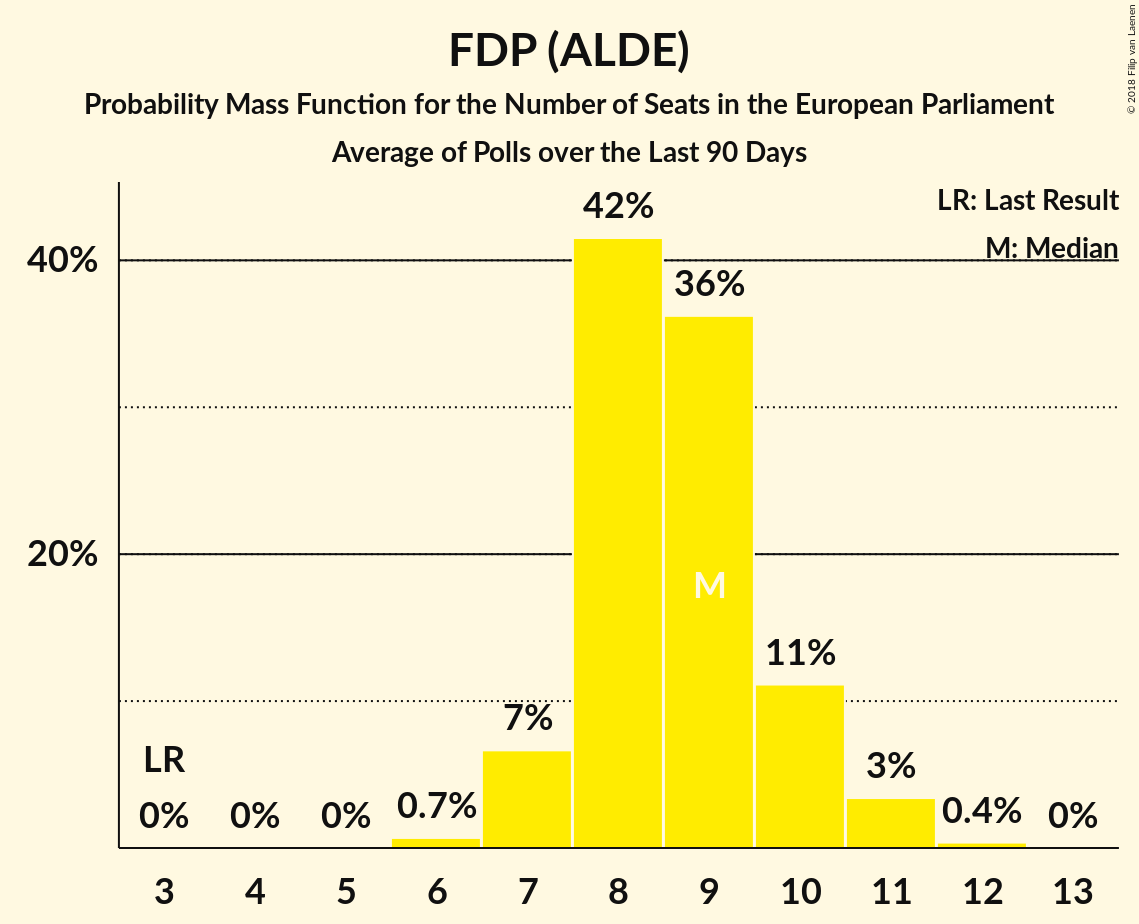 FDP (ALDE)
Probability Mass Function for the Number of Seats in the European Parliament
Average of Polls over the Last 90 Days
© 2018 Filip van Laenen
LR: Last Result
M: Median
40%
20%
42%
36%
M
11%
7%
3%
LR
0%
0%
0%
0.7%
0.4%
0%
3 4 5 6 7 8 9 10 11 12 13